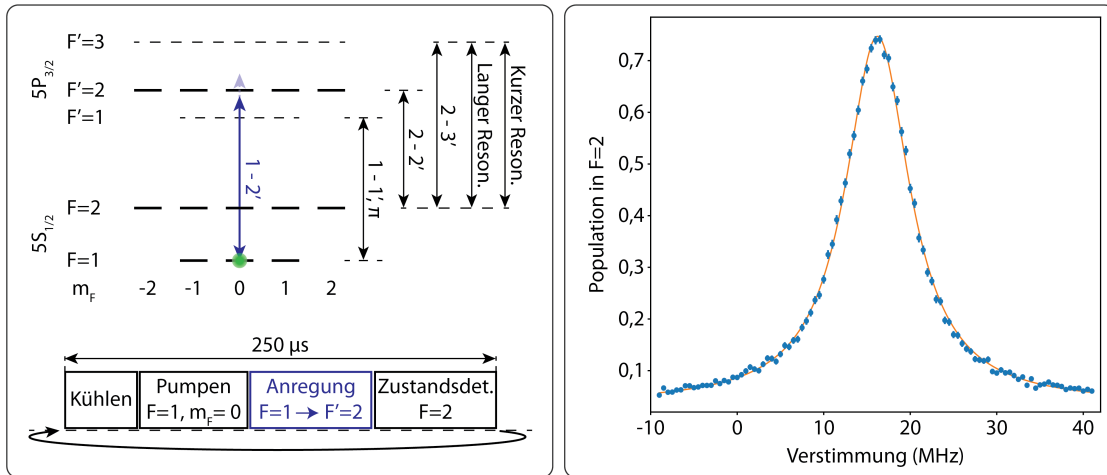 F'=3
F'=2
F'=1
5P3/2
F=2
5S1/2
F=1
mF -2 -1 0 1 2
1 - 2'
1 - 1', π
2 - 2'
2 - 3'
Langer Reson.
Kurzer Reson.
250 μs
Kühlen
Pumpen
F=1, mF= 0
Anregung
F=1 → F'=2
Zustandsdet.
F=2
Population in F=2
0,7
0,6
0,5
0,4
0,3
0,2
0,1
-10 0 10 20 30 40
Verstimmung (MHz)